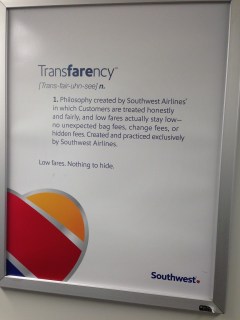 Transfarency™
[Trans-fair-uhn-see] n.
1. Philosophy created by Southwest Airlines®
in which Customers are treated honestly
and fairly, and low fares actually stay low—
no unexpected bag fees, change fees, or
hidden fees. Created and practiced exclusively
by Southwest Airlines.
Low fares. Nothing to hide.
Southwest